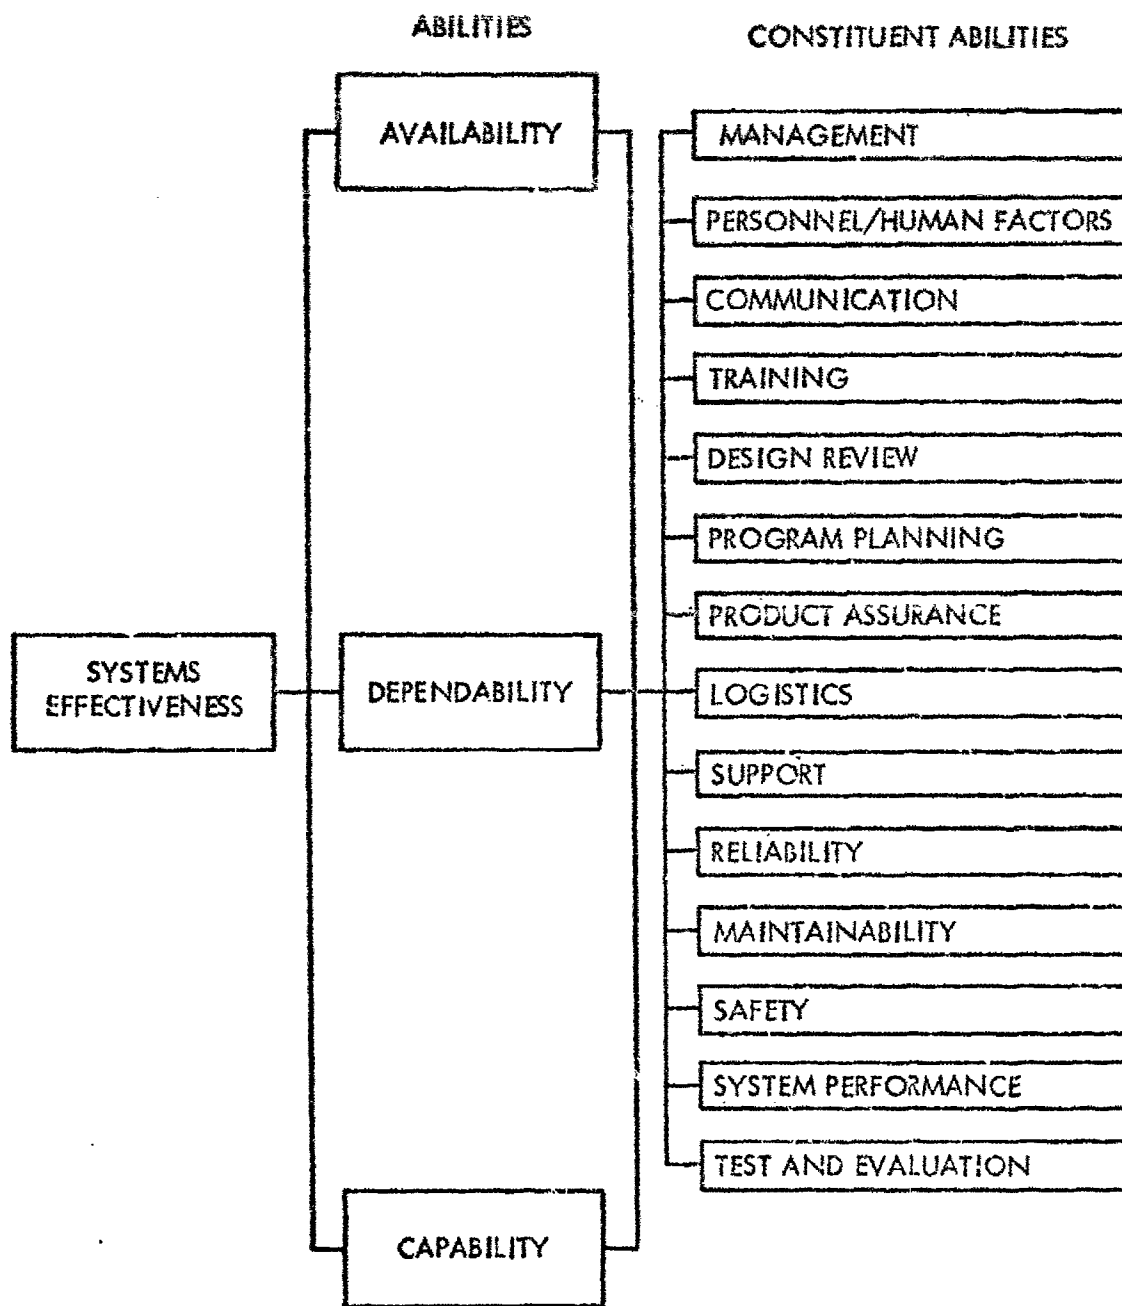 ABILITIES
CONSTITUENT ABILITIES
AVAILABILITY
MANAGEMENT
PERSONNEL/HUMAN FACTORS
COMMUNICATION
TRAINING
DESIGN REVIEW
PROGRAM PLANNING
PRODUCT ASSURANCE
SYSTEMS
EFFECTIVENESS
DEPENDABILITY
LOGISTICS
SUPPORT
RELIABILITY
MAINTAINABILITY
SAFETY
SYSTEM PERFORMANCE
TEST AND EVALUATION
CAPABILITY